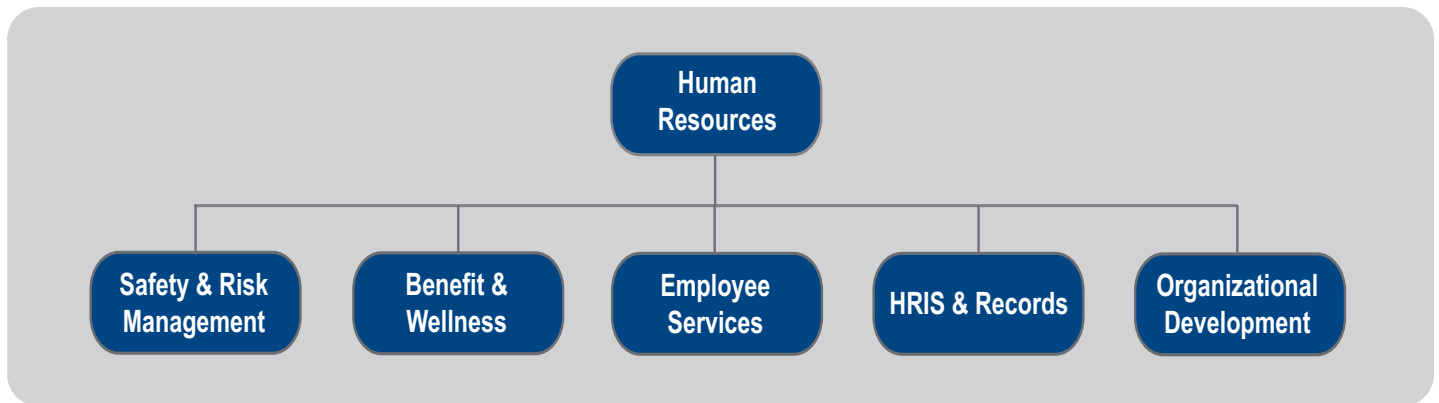 Human
Resources
Safety & Risk
Management
Benefit &
Wellness
Employee
Services
HRIS & Records
Organizational
Development